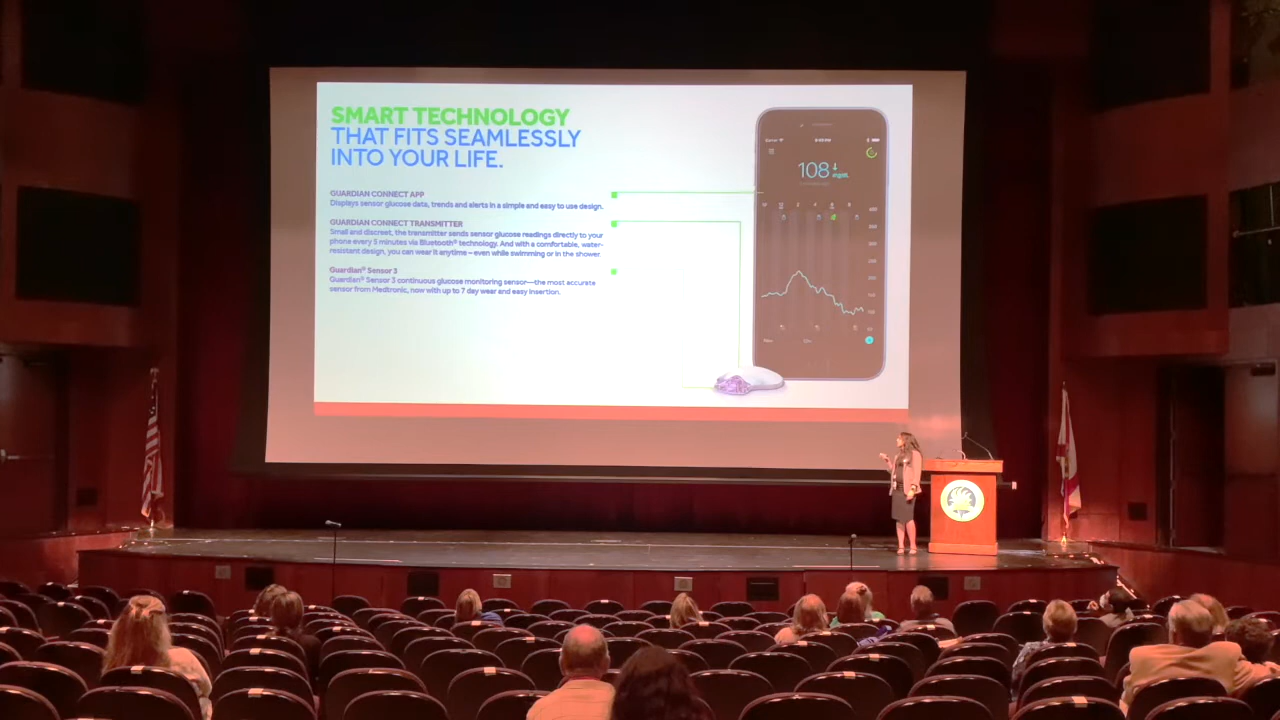 SMART TECHNOLOGY
THAT FITS SEAMLESSLY
INTO YOUR LIFE.
GUARDIAN CONNECT APP
Displays sensor glucose data, trends and alerts in a simple and easy to use design.
GUARDIAN CONNECT TRANSMITTER
Small and discreet, the transmitter sends sensor glucose readings directly to your
phone every 5 minutes via Bluetooth® technology. And with a comfortable, water-
resistant design, you can wear it anytime – even while swimming or in the shower.
Guardian® Sensor 3
Guardian® Sensor 3 continuous glucose monitoring sensor—the most accurate
sensor from Medtronic, now with up to 7 day wear and easy insertion.
108
mg/dL